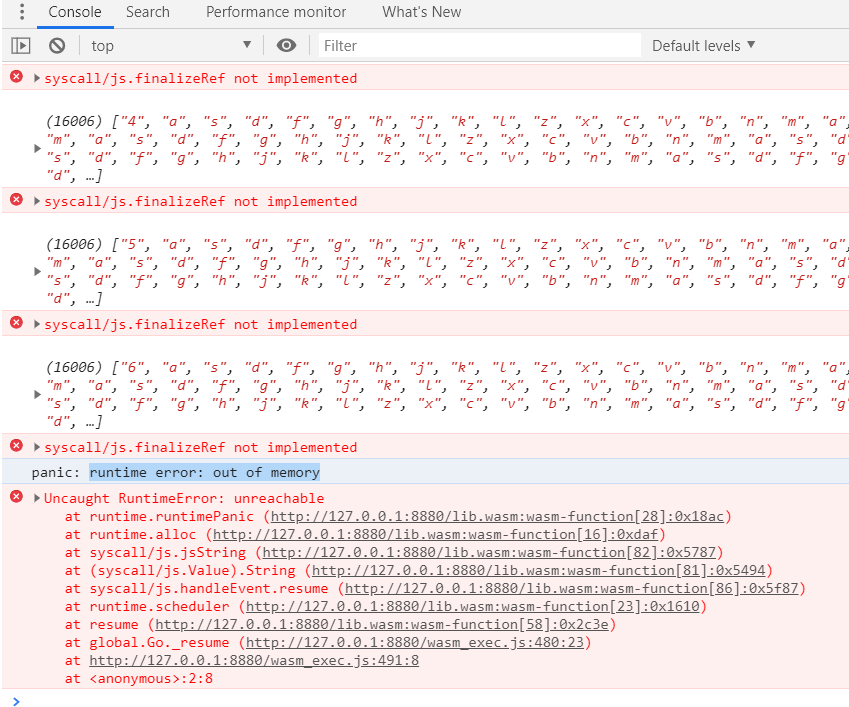 Console Search Performance monitor What's New
top ▼ Filter Default levels ▼
syscall/js.finalizeRef not implemented
(16006) ["4", "a", "s", "d", "f", "g", "h", "j", "k", "l", "z", "x", "c", "v", "b", "n", "m", "a",
"m", "a", "s", "d", "f", "g", "h", "j", "k", "l", "z", "x", "c", "v", "b", "n", "m", "a", "s", "d"
"s", "d", "f", "g", "h", "j", "k", "l", "z", "x", "c", "v", "b", "n", "m", "a", "s", "d", "f", "g"
"d", …]
syscall/js.finalizeRef not implemented
(16006) ["5", "a", "s", "d", "f", "g", "h", "j", "k", "l", "z", "x", "c", "v", "b", "n", "m", "a",
"m", "a", "s", "d", "f", "g", "h", "j", "k", "l", "z", "x", "c", "v", "b", "n", "m", "a", "s", "d"
"s", "d", "f", "g", "h", "j", "k", "l", "z", "x", "c", "v", "b", "n", "m", "a", "s", "d", "f", "g"
"d", …]
syscall/js.finalizeRef not implemented
(16006) ["6", "a", "s", "d", "f", "g", "h", "j", "k", "l", "z", "x", "c", "v", "b", "n", "m", "a",
"m", "a", "s", "d", "f", "g", "h", "j", "k", "l", "z", "x", "c", "v", "b", "n", "m", "a", "s", "d"
"s", "d", "f", "g", "h", "j", "k", "l", "z", "x", "c", "v", "b", "n", "m", "a", "s", "d", "f", "g"
"d", …]
syscall/js.finalizeRef not implemented
panic: runtime error: out of memory
Uncaught RuntimeError: unreachable
at runtime.runtimePanic (http://127.0.0.1:8880/lib.wasm:wasm-function[28]:0x18ac)
at runtime.alloc (http://127.0.0.1:8880/lib.wasm:wasm-function[16]:0xdaf)
at syscall/js.jsString (http://127.0.0.1:8880/lib.wasm:wasm-function[82]:0x5787)
at (syscall/js.Value).String (http://127.0.0.1:8880/lib.wasm:wasm-function[81]:0x5494)
at syscall/js.handleEvent.resume (http://127.0.0.1:8880/lib.wasm:wasm-function[86]:0x5f87)
at runtime.scheduler (http://127.0.0.1:8880/lib.wasm:wasm-function[23]:0x1610)
at resume (http://127.0.0.1:8880/lib.wasm:wasm-function[58]:0x2c3e)
at global.Go._resume (http://127.0.0.1:8880/wasm_exec.js:480:23)
at http://127.0.0.1:8880/wasm_exec.js:491:8
at <anonymous>:2:8